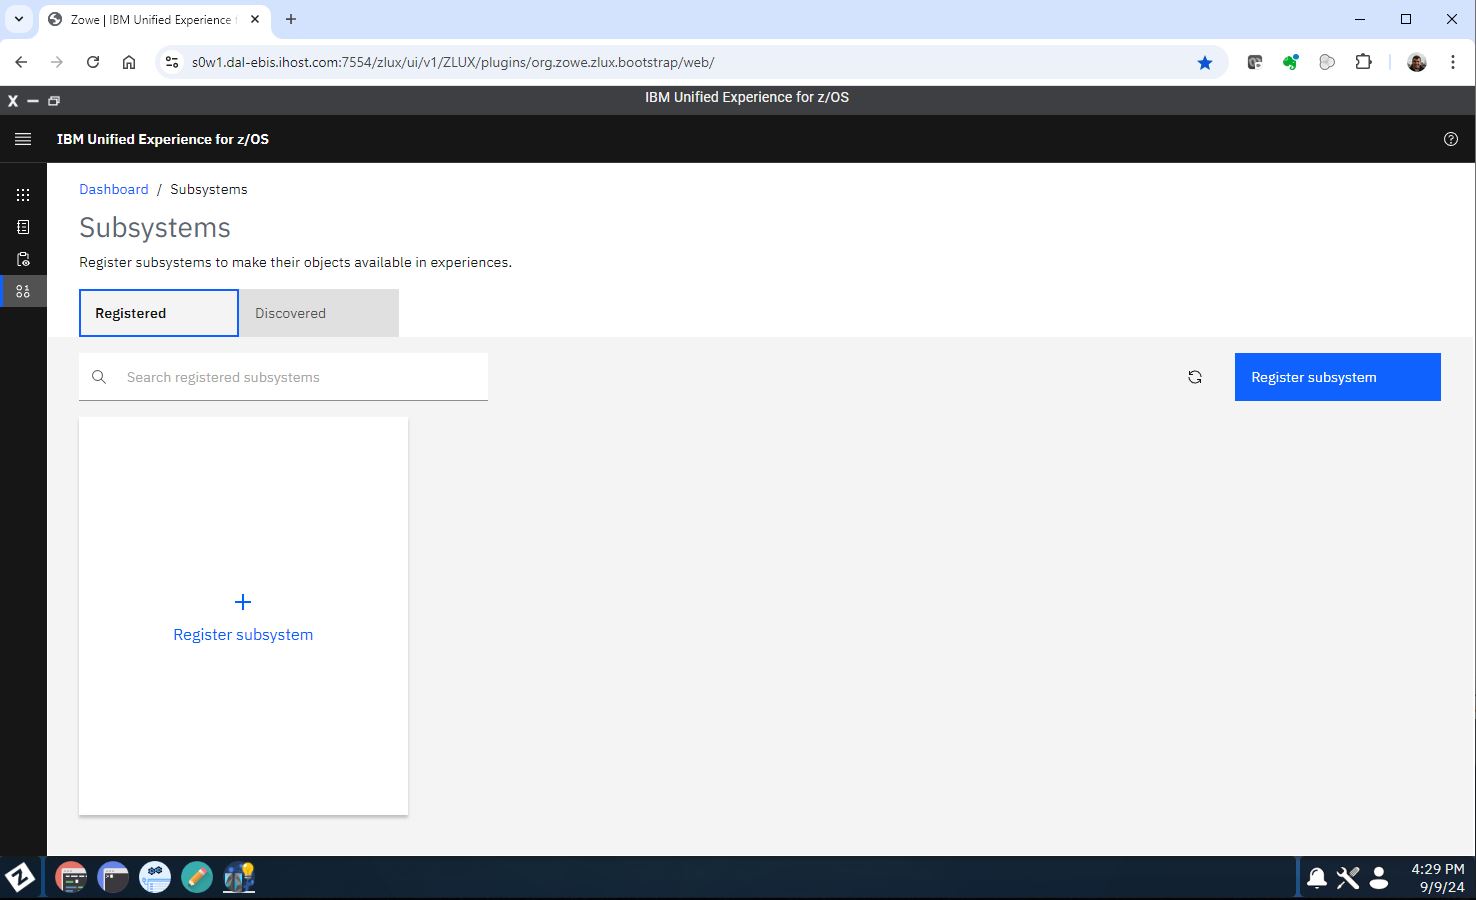 Zowe | IBM Unified Experience
s0w1.dal-ebis.ihost.com:7554/zlux/ui/v1/ZLUX/plugins/org.zowe.zlux.bootstrap/web/
IBM Unified Experience for z/OS
IBM Unified Experience for z/OS
Dashboard / Subsystems
Subsystems
Register subsystems to make their objects available in experiences.
Registered Discovered
Search registered subsystems
Register subsystem
Register subsystem
4:29 PM
9/9/24